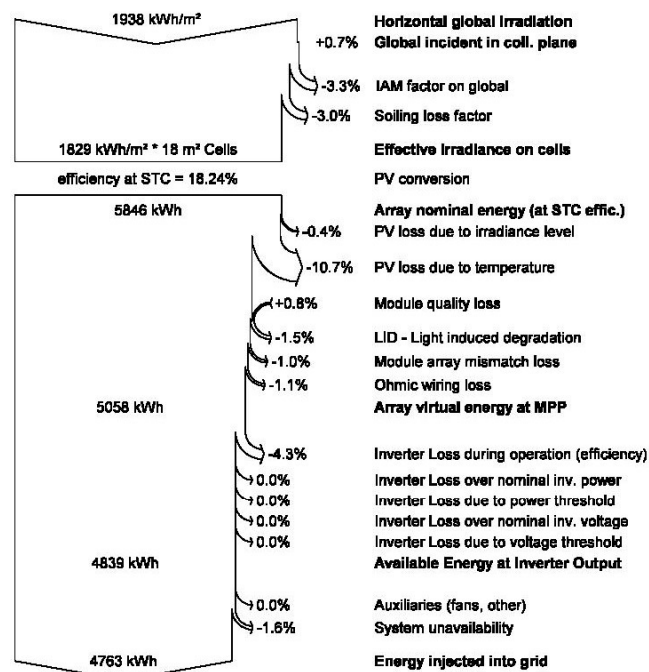 1938 kWh/m² Horizontal global irradiation
+0.7% Global incident in coll. plane
-3.3% IAM factor on global
-3.0% Soiling loss factor
1829 kWh/m² * 18 m² Cells Effective irradiance on cells
efficiency at STC = 18.24% PV conversion
5846 kWh Array nominal energy (at STC effic.)
-0.4% PV loss due to irradiance level
-10.7% PV loss due to temperature
+0.8% Module quality loss
-1.5% LID - Light induced degradation
-1.0% Module array mismatch loss
-1.1% Ohmic wiring loss
5058 kWh Array virtual energy at MPP
-4.3% Inverter Loss during operation (efficiency)
0.0% Inverter Loss over nominal inv. power
0.0% Inverter Loss due to power threshold
0.0% Inverter Loss over nominal inv. voltage
0.0% Inverter Loss due to voltage threshold
4839 kWh Available Energy at Inverter Output
0.0% Auxiliaries (fans, other)
-1.6% System unavailability
4763 kWh Energy injected into grid